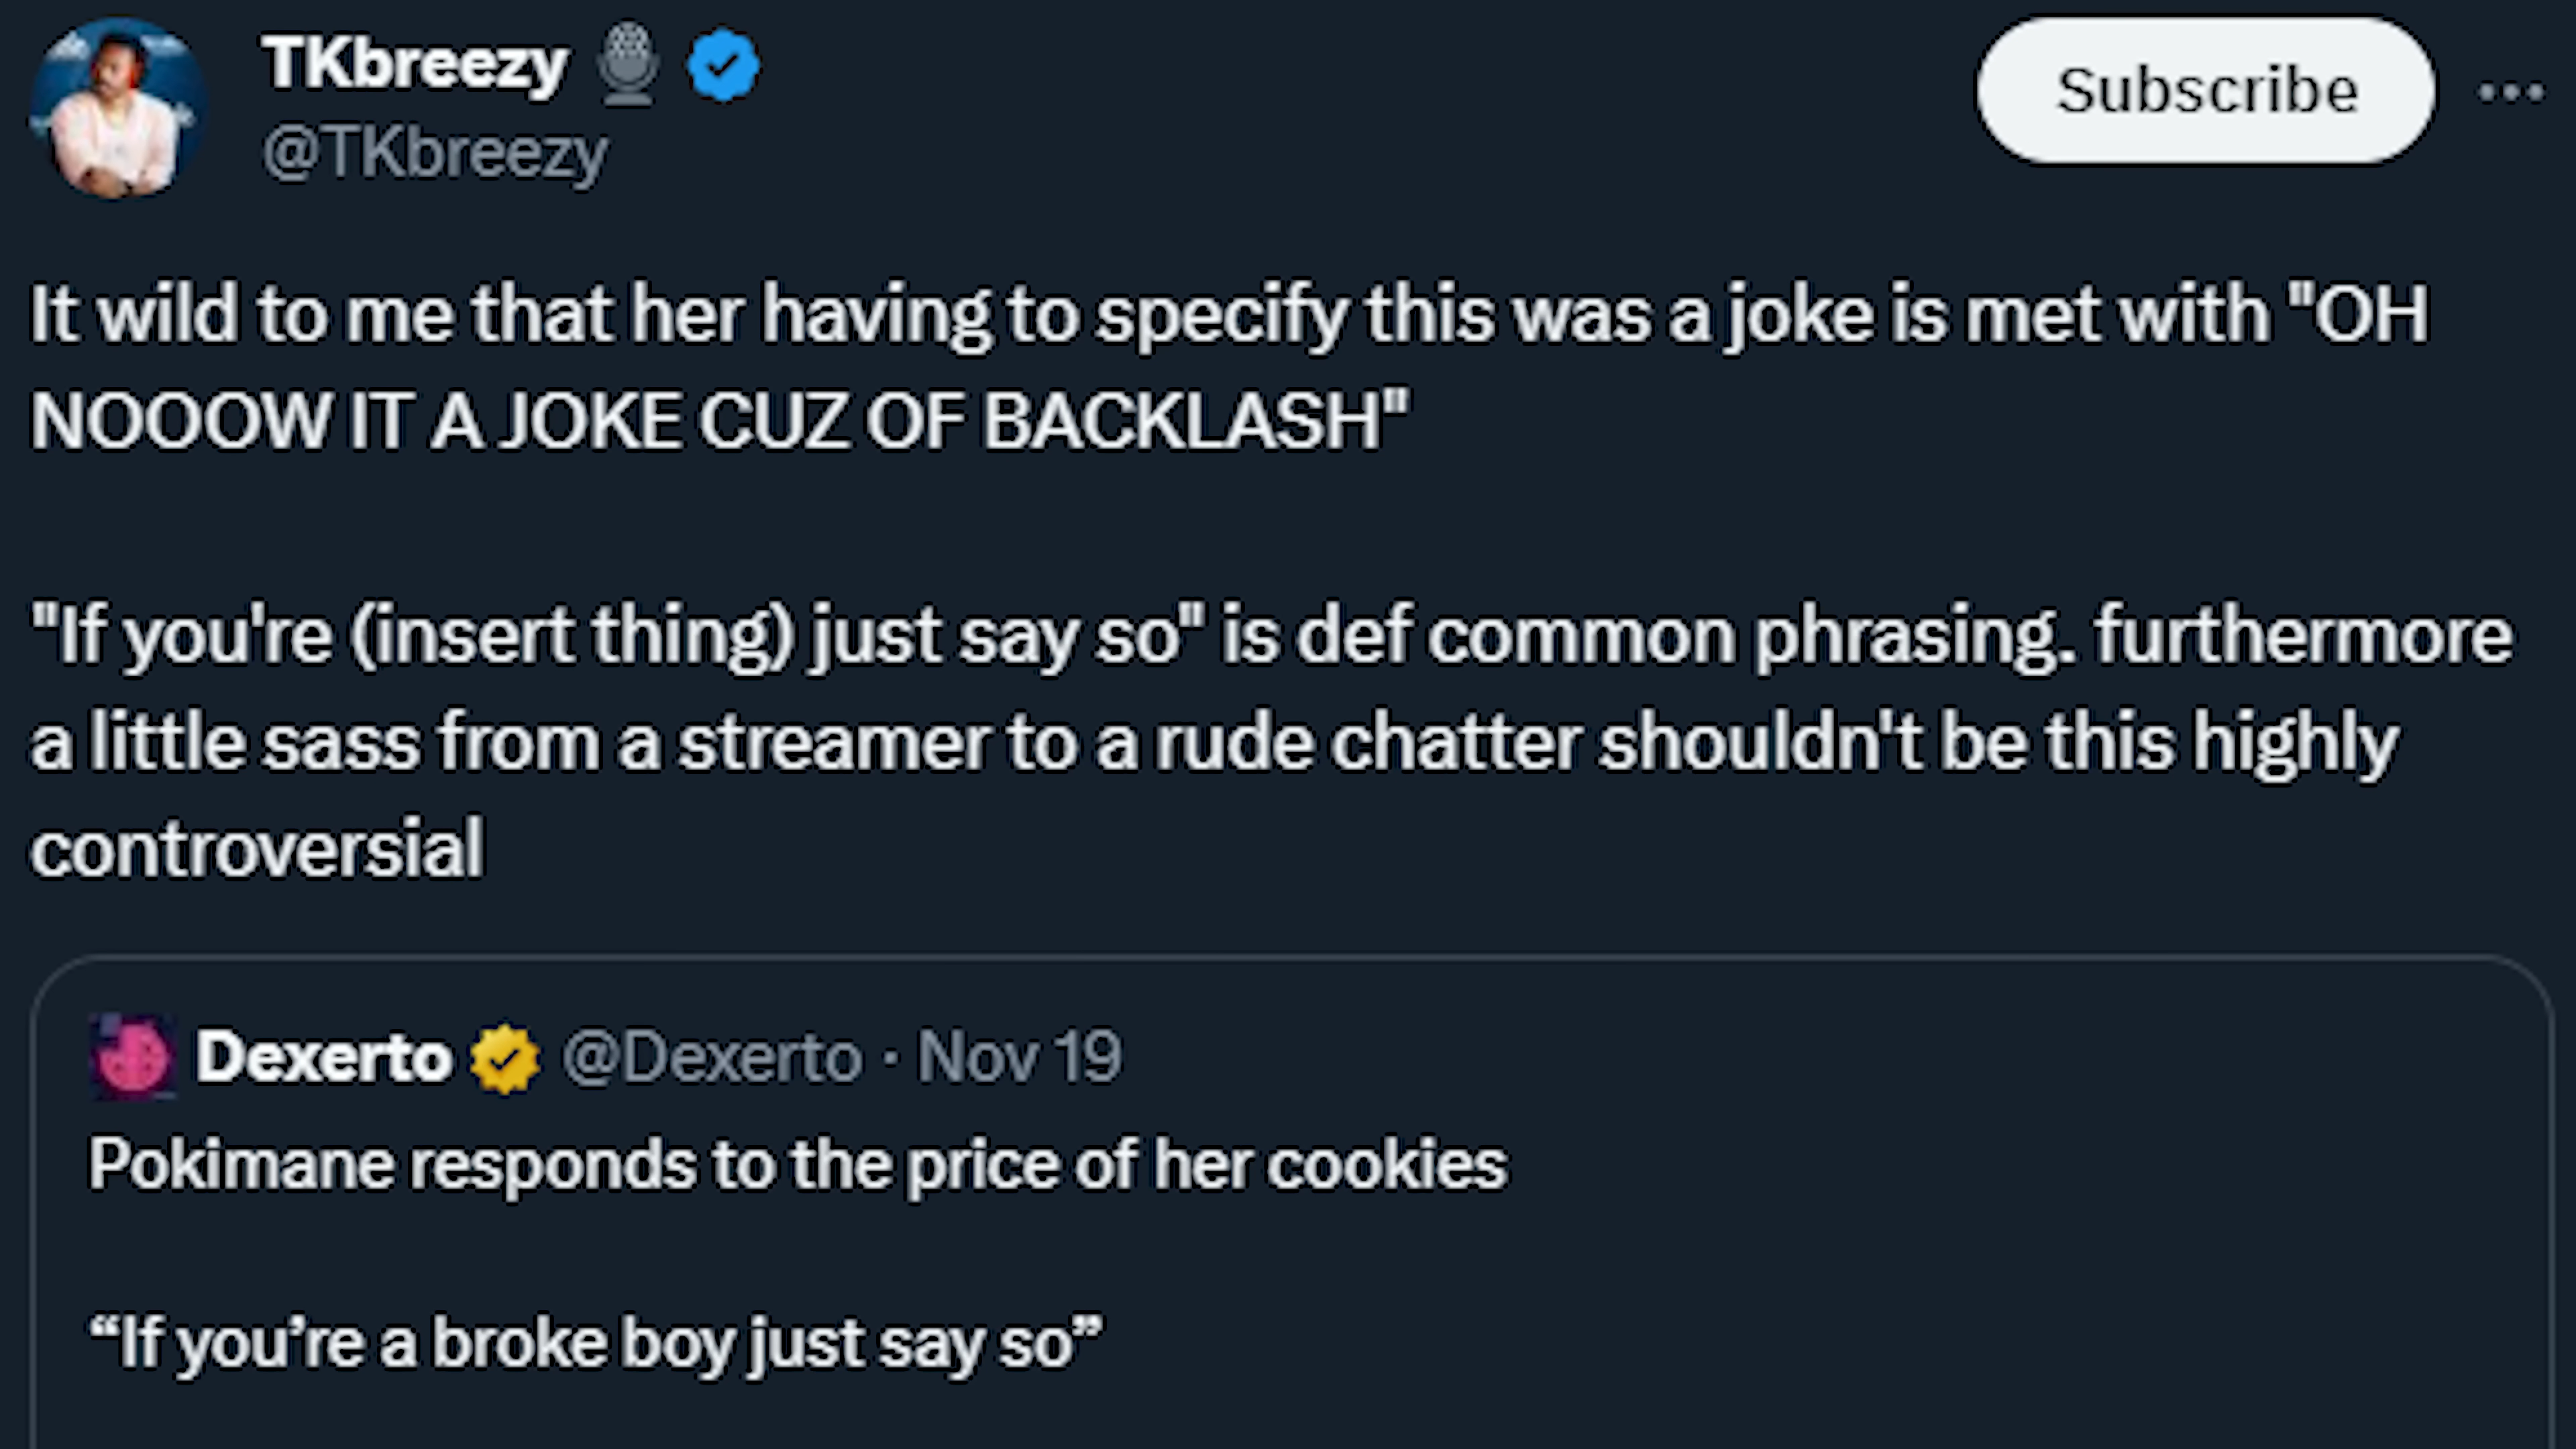 TKbreezy
@TKbreezy
Subscribe
It wild to me that her having to specify this was a joke is met with "OH
NOOOW IT A JOKE CUZ OF BACKLASH"
"If you're (insert thing) just say so" is def common phrasing. furthermore
a little sass from a streamer to a rude chatter shouldn't be this highly
controversial
Dexerto @Dexerto · Nov 19
Pokimane responds to the price of her cookies
“If you’re a broke boy just say so”